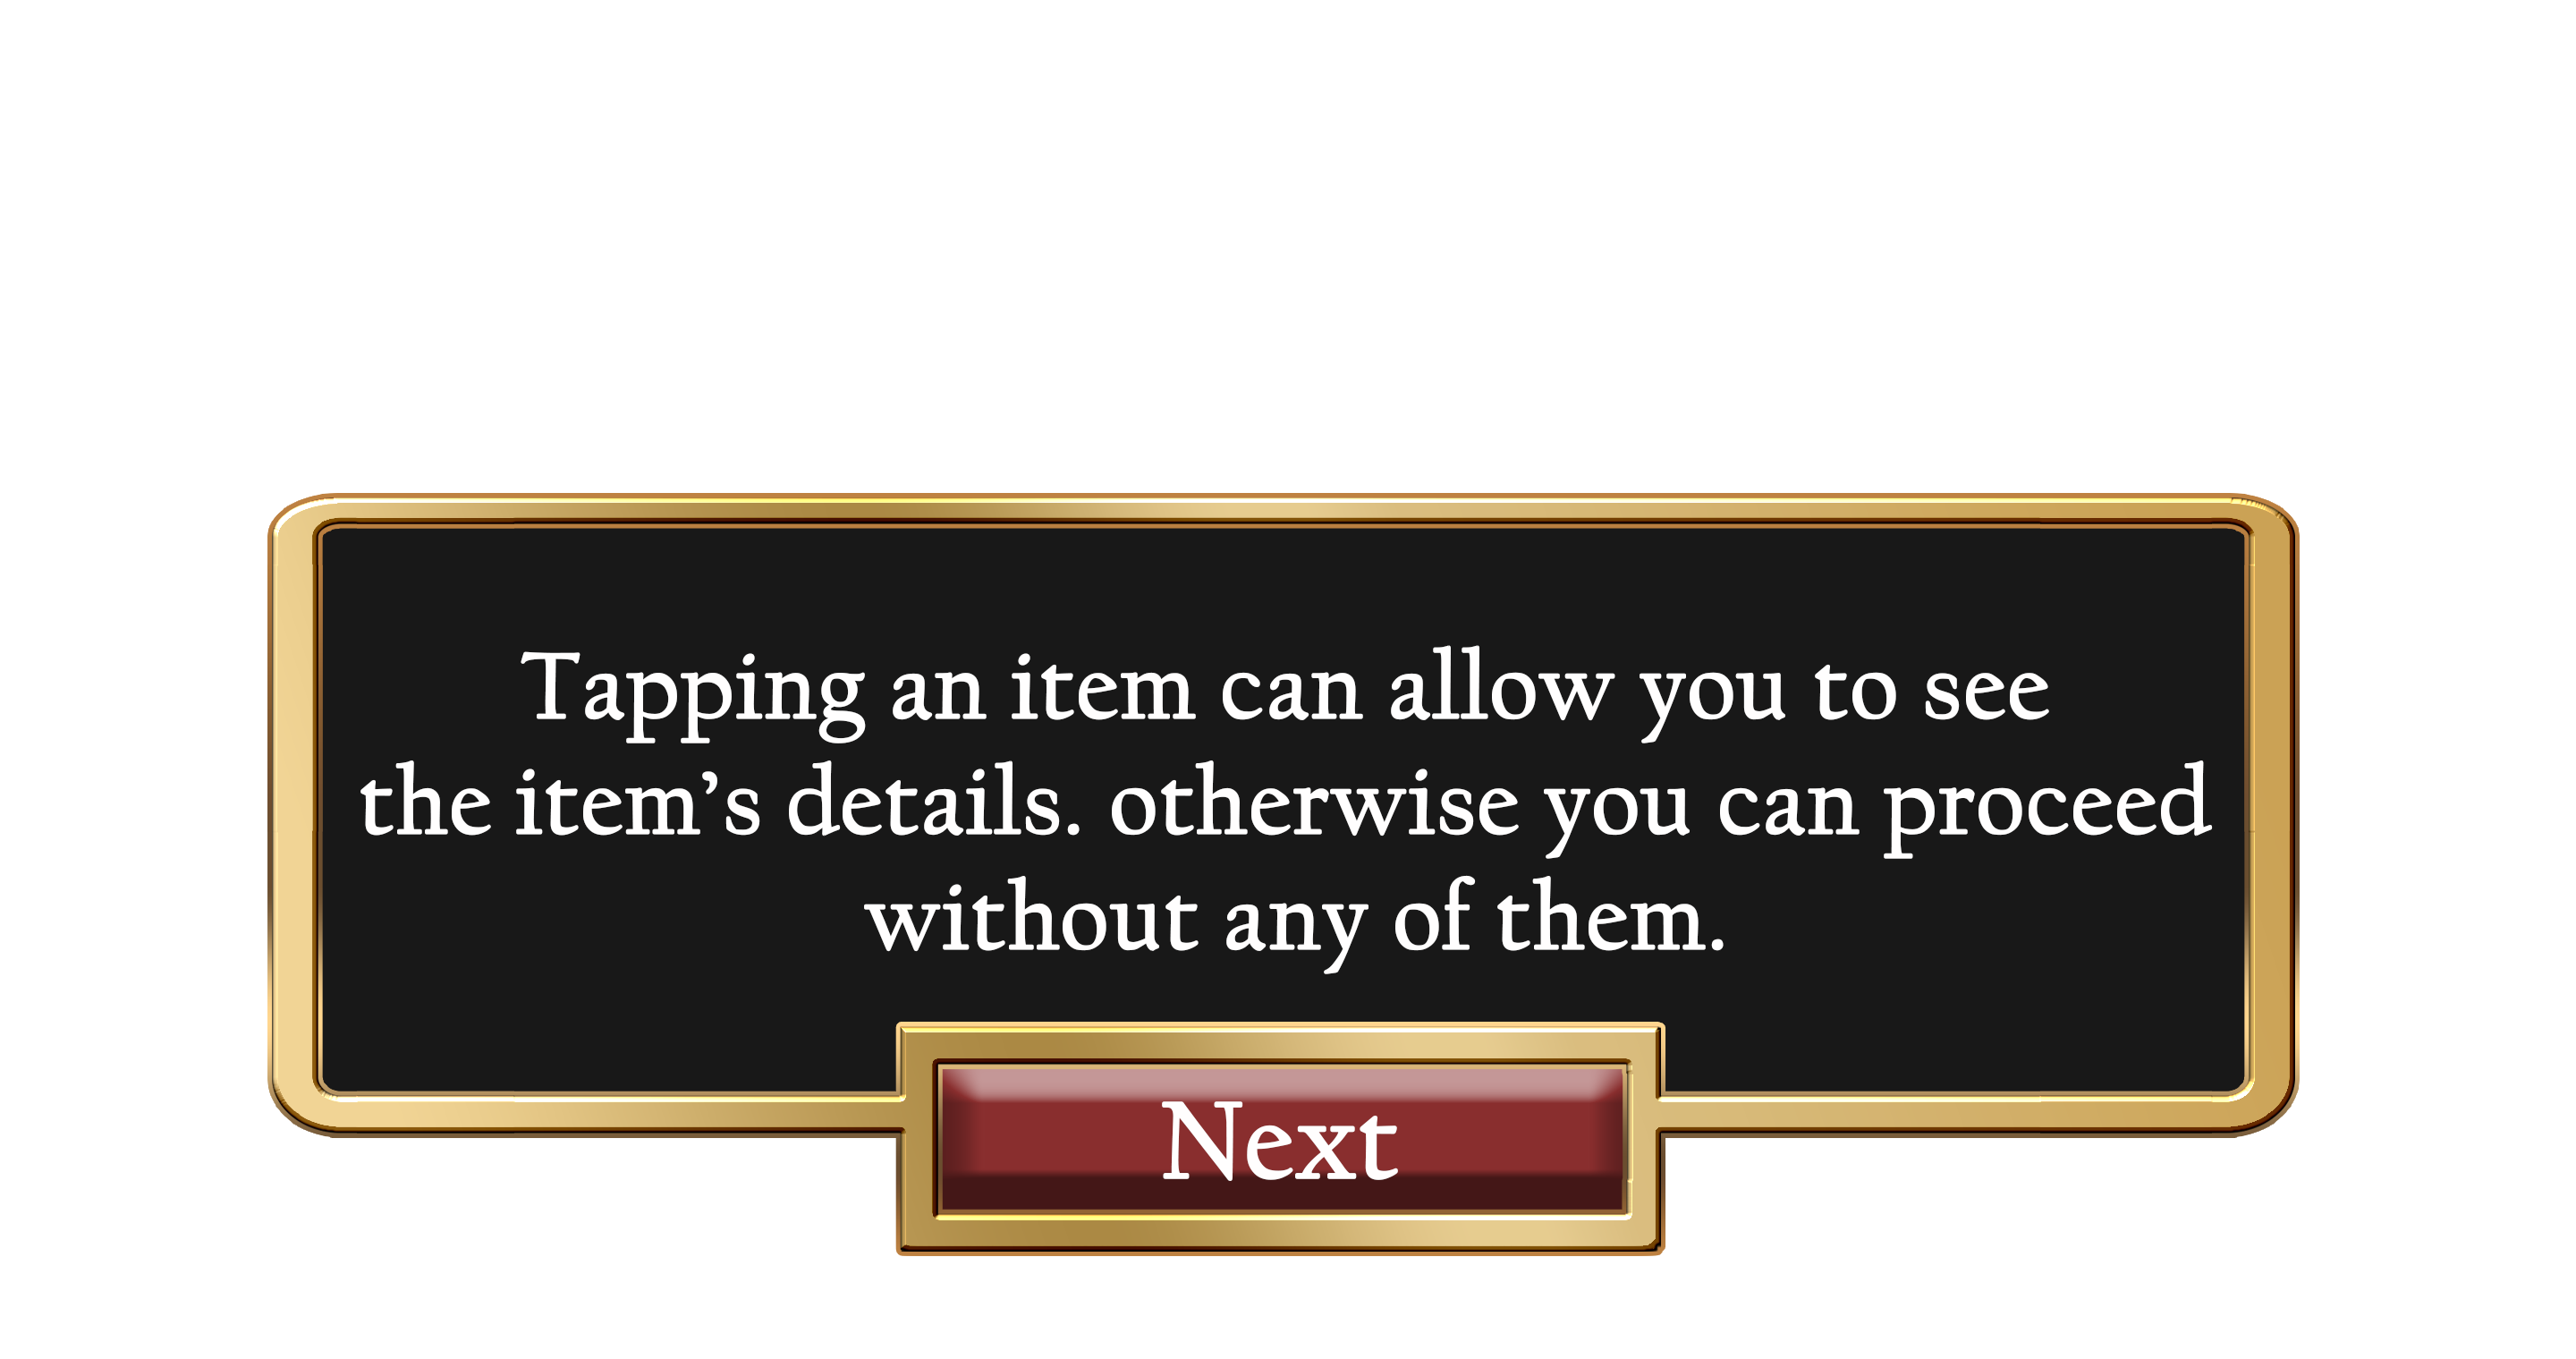 Tapping an item can allow you to see
the item’s details. otherwise you can proceed
without any of them.
Next